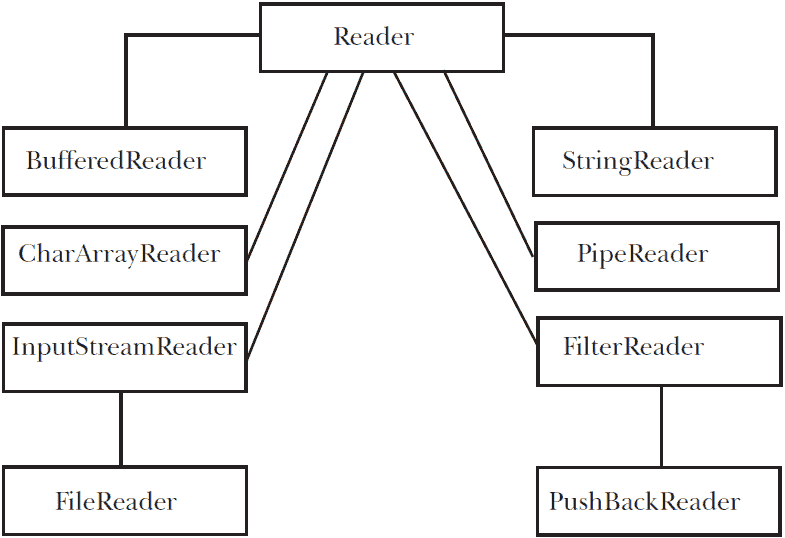 Reader
BufferedReader
StringReader
CharArrayReader
PipeReader
InputStreamReader
FilterReader
FileReader
PushBackReader